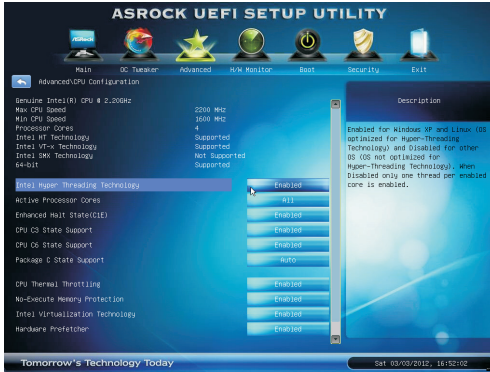 ASROCK UEFI SETUP UTILITY
Main OC Tweaker Advanced H/W Monitor Boot Security Exit
Advanced\CPU Configuration
Genuine Intel(R) CPU @ 2.20GHz
Max CPU Speed 2200 MHz
Min CPU Speed 1600 MHz
Processor Cores 4
Intel HT Technology Supported
Intel VT-x Technology Supported
Intel SMX Technology Not Supported
64-bit Supported
Intel Hyper Threading Technology Enabled
Active Processor Cores All
Enhanced Halt State(C1E) Enabled
CPU C3 State Support Enabled
CPU C6 State Support Enabled
Package C State Support Auto
CPU Thermal Throttling Enabled
No-Execute Memory Protection Enabled
Intel Virtualization Technology Enabled
Hardware Prefetcher Enabled
Description
Enabled for Windows XP and Linux (OS
optimized for Hyper-Threading
Technology) and Disabled for other
OS (OS not optimized for
Hyper-Threading Technology). When
Disabled only one thread per enabled
core is enabled.
Tomorrow's Technology Today
Sat 03/03/2012, 16:52:02